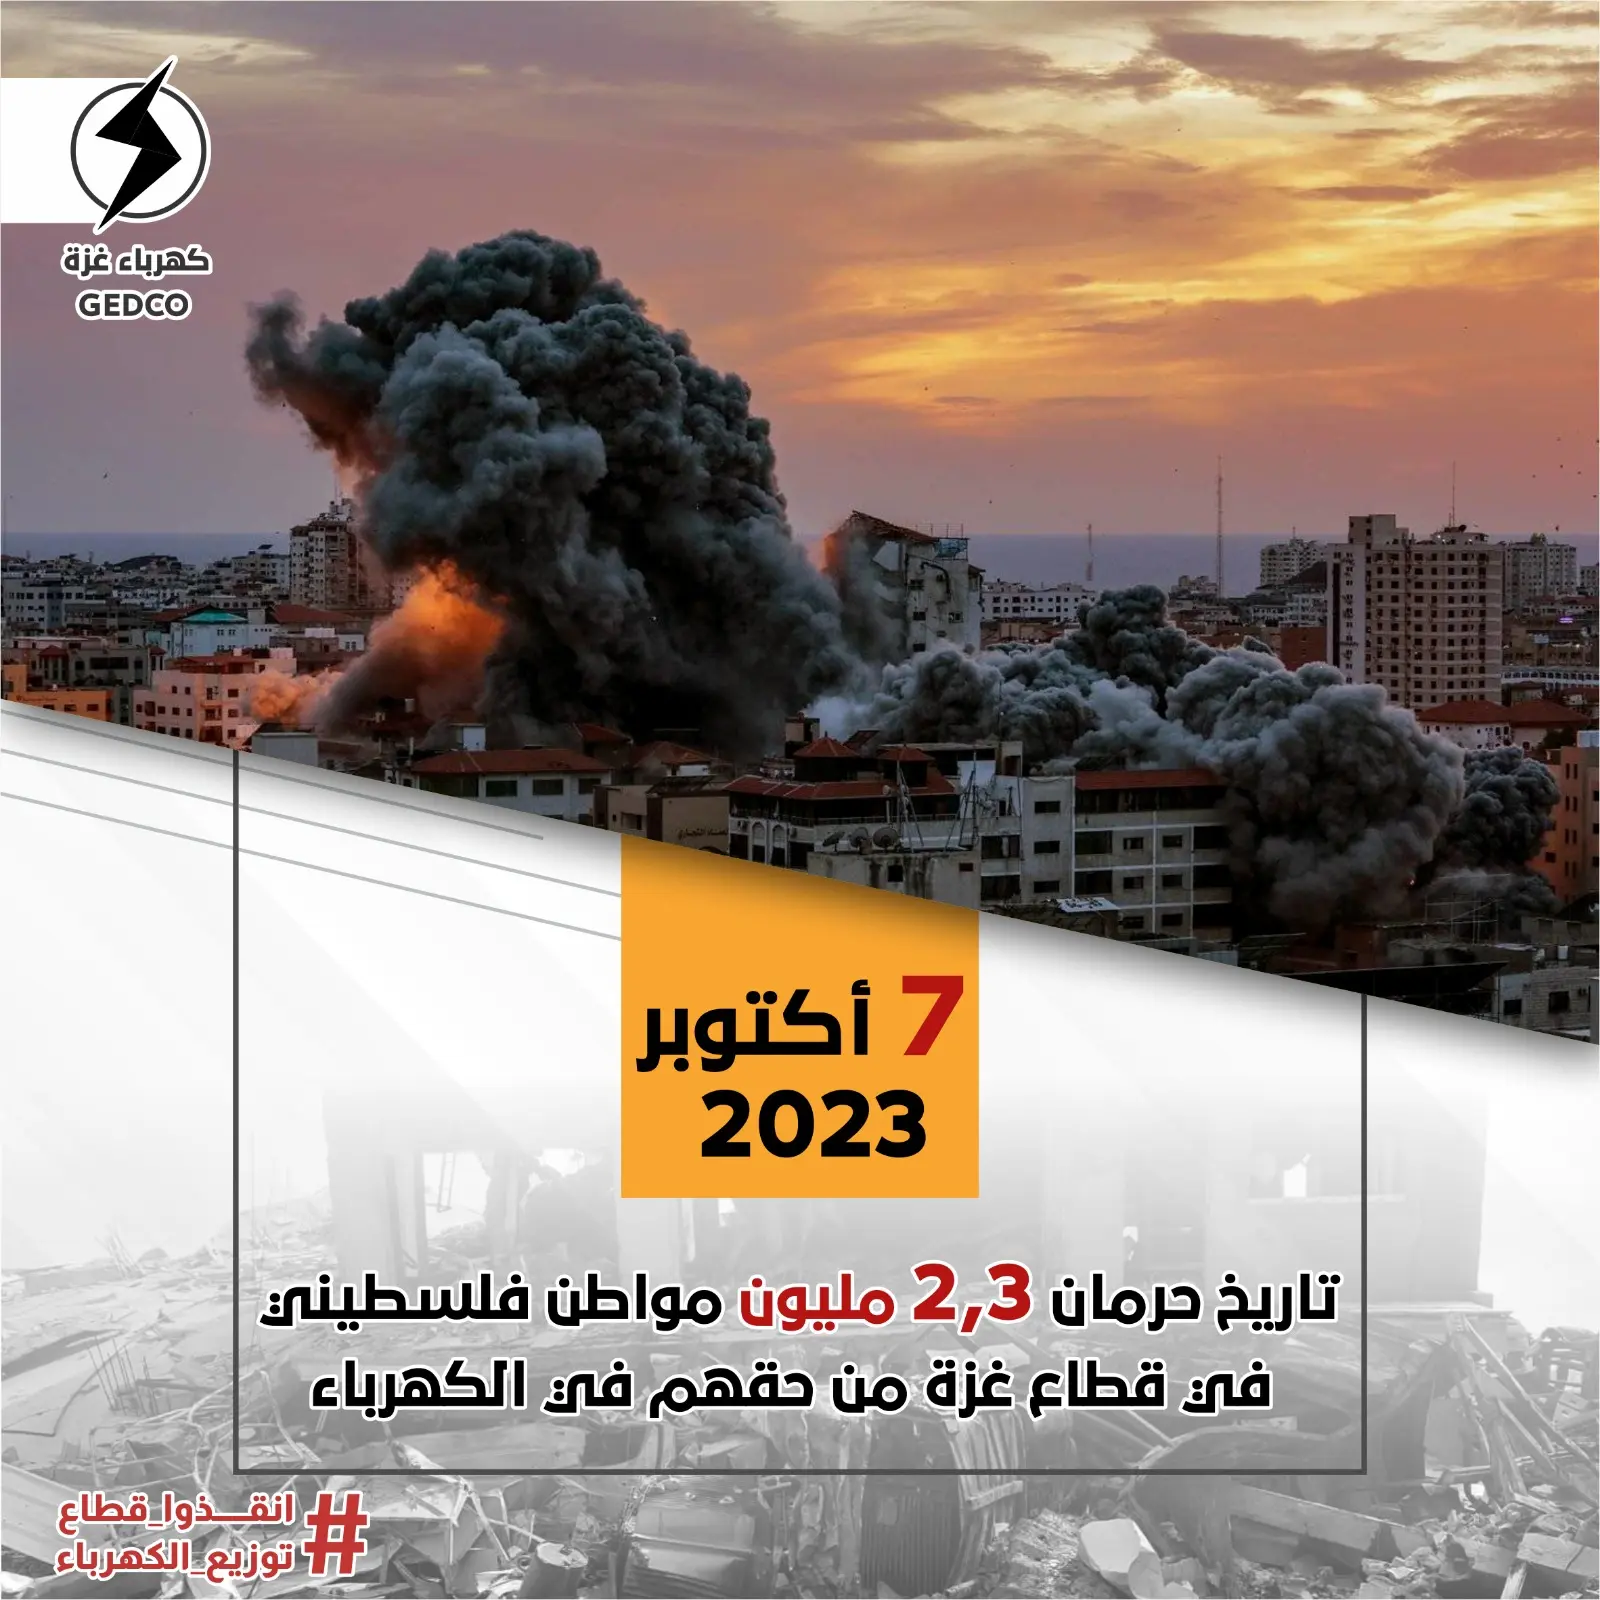 كهرباء غزة
GEDCO
7 أكتوبر
2023
تاريخ حرمان 2,3 مليون مواطن فلسطيني
في قطاع غزة من حقهم في الكهرباء
#انقـــذوا_قطاع
توزيع_الكهرباء